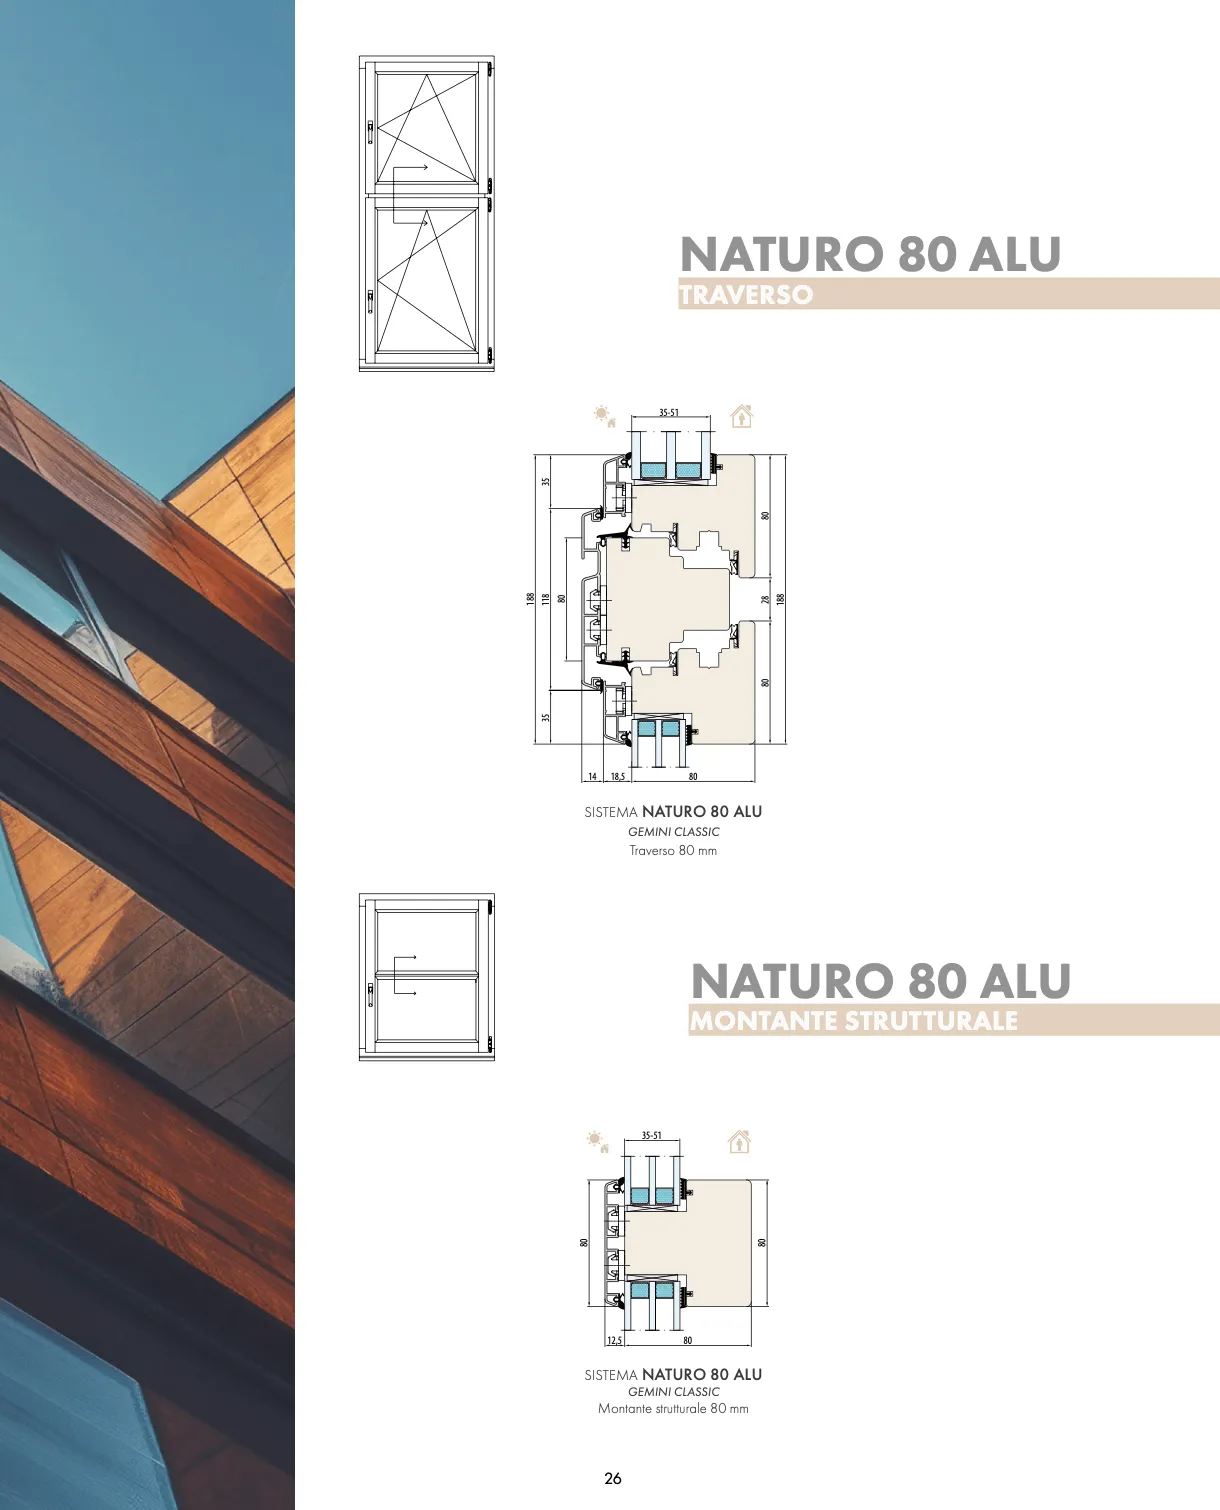 NATURO 80 ALU
TRAVERSO
35-51
35
80
188
118
80
28
188
35
80
14
18,5
80
SISTEMA NATURO 80 ALU
GEMINI CLASSIC
Traverso 80 mm
NATURO 80 ALU
MONTANTE STRUTTURALE
35-51
80
80
12,5
80
SISTEMA NATURO 80 ALU
GEMINI CLASSIC
Montante strutturale 80 mm
26